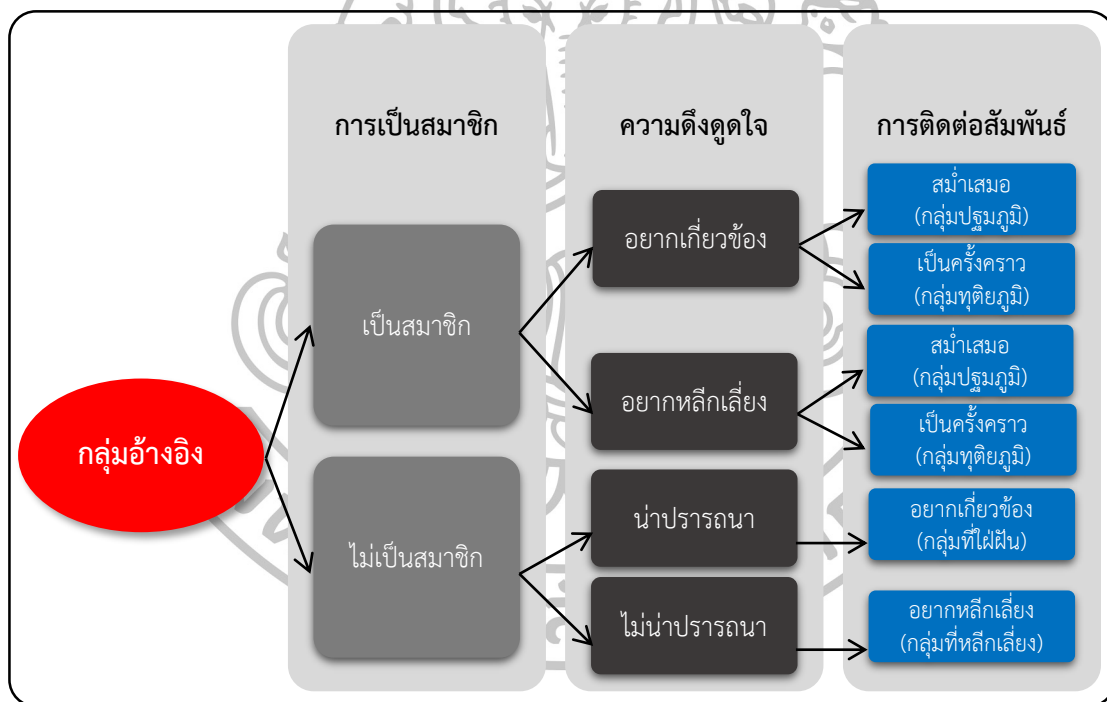 การเป็นสมาชิก
ความดึงดูดใจ
การติดต่อสัมพันธ์
กลุ่มอ้างอิง
เป็นสมาชิก
ไม่เป็นสมาชิก
อยากเกี่ยวข้อง
อยากหลีกเลี่ยง
น่าปรารถนา
ไม่น่าปรารถนา
สม่ำเสมอ
(กลุ่มปฐมภูมิ)
เป็นครั้งคราว
(กลุ่มทุติยภูมิ)
สม่ำเสมอ
(กลุ่มปฐมภูมิ)
เป็นครั้งคราว
(กลุ่มทุติยภูมิ)
อยากเกี่ยวข้อง
(กลุ่มที่ใฝ่ฝัน)
อยากหลีกเลี่ยง
(กลุ่มที่หลีกเลี่ยง)